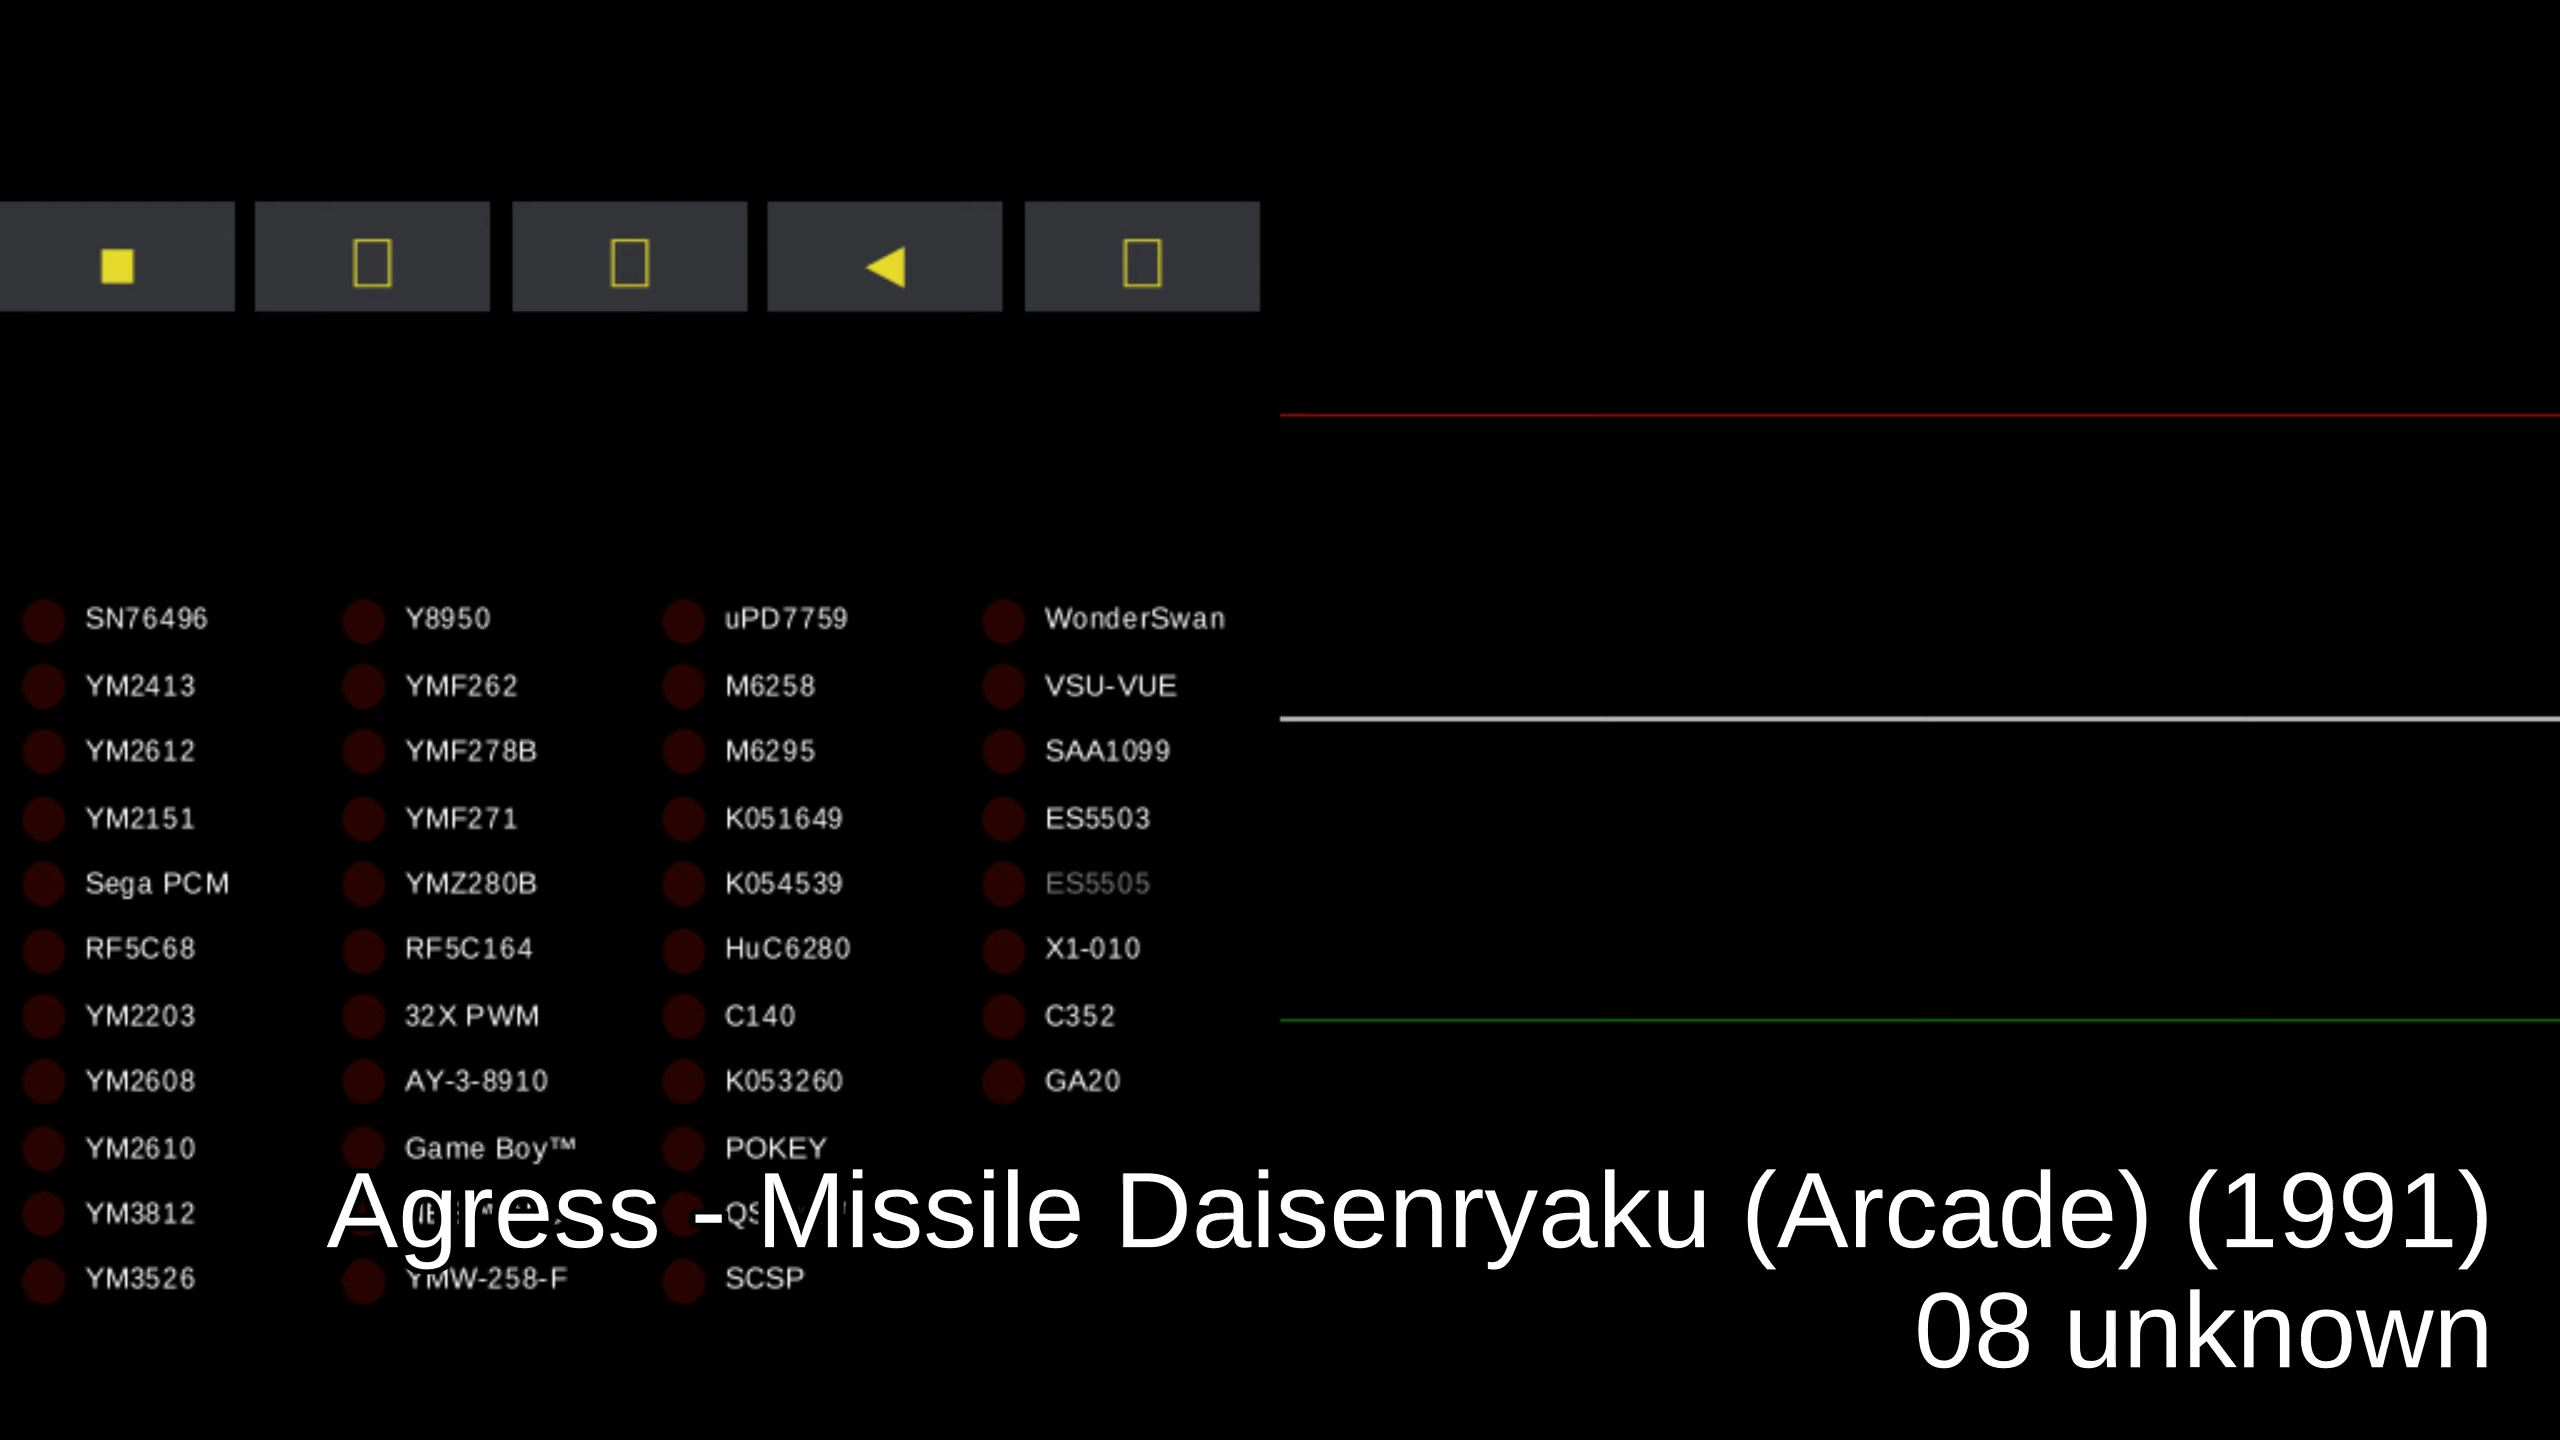 SN76496 Y8950 uPD7759 WonderSwan
YM2413 YMF262 M6258 VSU-VUE
YM2612 YMF278B M6295 SAA1099
YM2151 YMF271 K051649 ES5503
Sega PCM YMZ280B K054539 ES5505
RF5C68 RF5C164 HuC6280 X1-010
YM2203 32X PWM C140 C352
YM2608 AY-3-8910 K053260 GA20
YM2610 Game Boy™ POKEY
YM3812
YM3526 YMW-258-F SCSP
Agress - Missile Daisenryaku (Arcade) (1991)
08 unknown